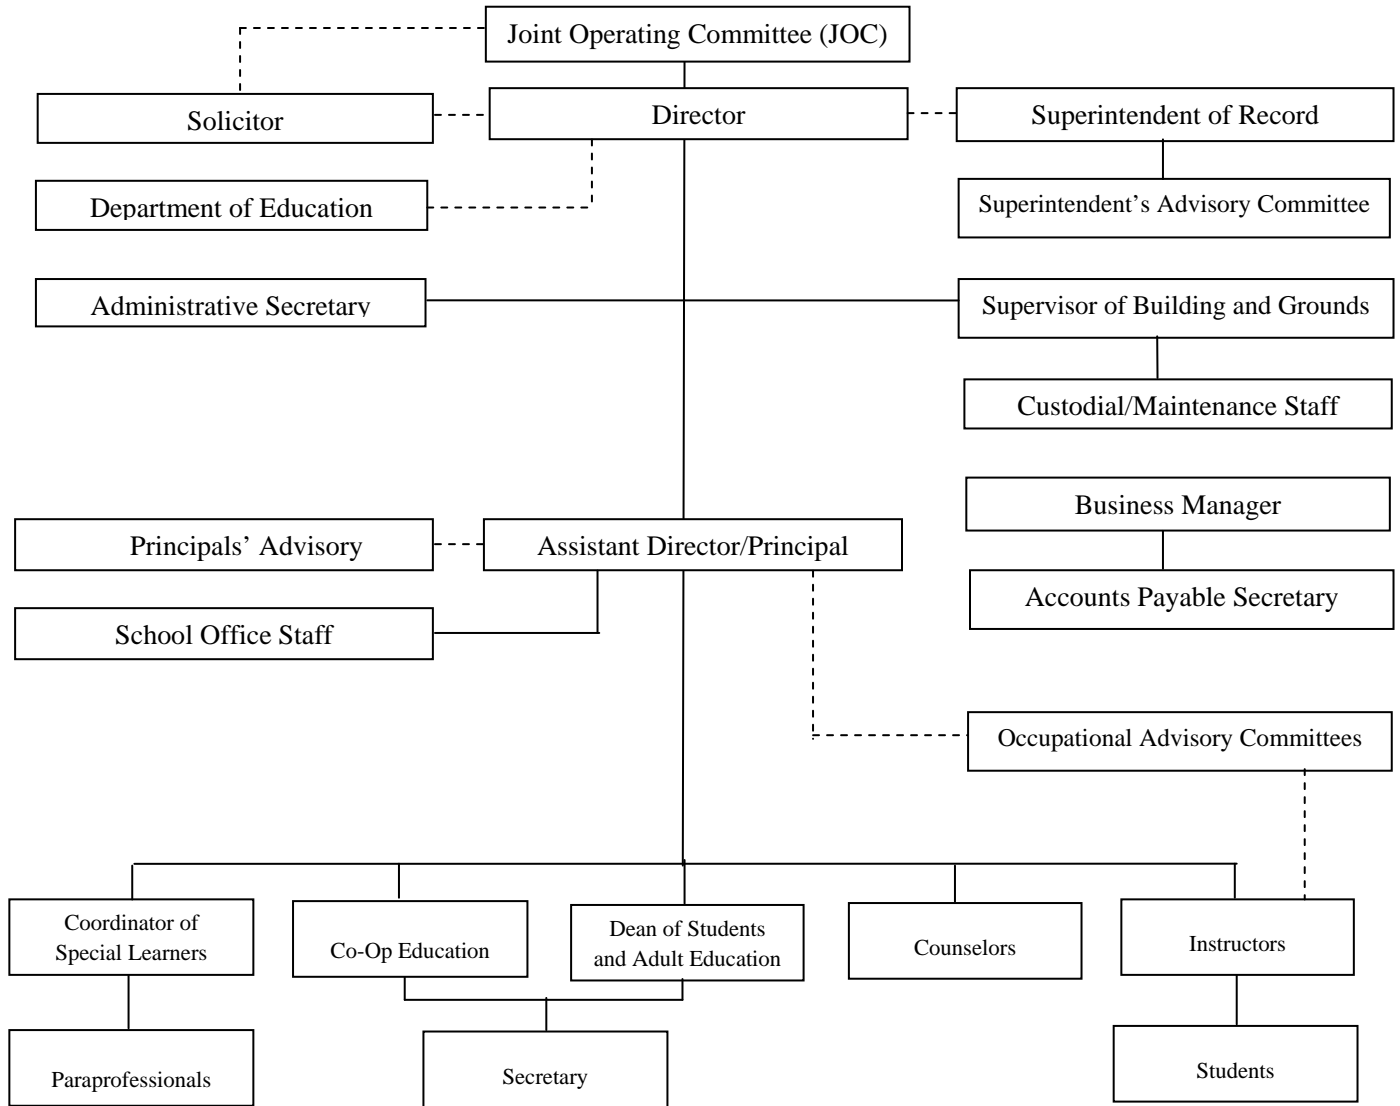 Joint Operating Committee (JOC)
Solicitor
Director
Superintendent of Record
Department of Education
Superintendent’s Advisory Committee
Administrative Secretary
Supervisor of Building and Grounds
Custodial/Maintenance Staff
Business Manager
Principals’ Advisory
Assistant Director/Principal
Accounts Payable Secretary
School Office Staff
Occupational Advisory Committees
Coordinator of
Special Learners
Co-Op Education
Dean of Students
and Adult Education
Counselors
Instructors
Paraprofessionals
Secretary
Students